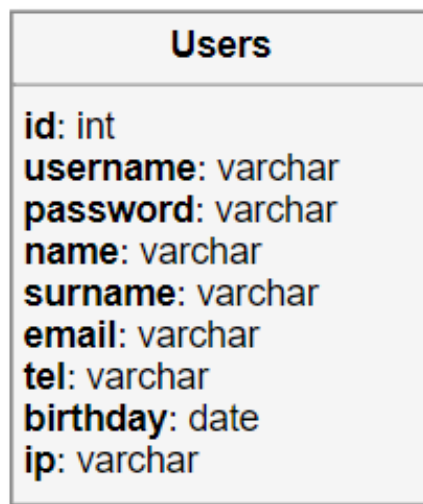 Users
id: int
username: varchar
password: varchar
name: varchar
surname: varchar
email: varchar
tel: varchar
birthday: date
ip: varchar